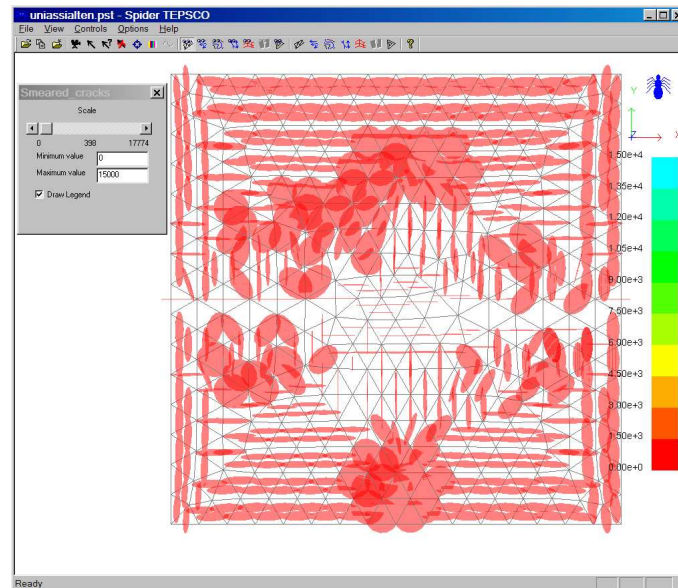 uniassialten.pst - Spider TEPSCO
File View Controls Options Help
Smeared cracks
Scale
0 398 17774
Minimum value 0
Maximum value 15000
Draw Legend
Y
Z X
1.50e+4
1.35e+4
1.20e+4
1.05e+4
9.00e+3
7.50e+3
6.00e+3
4.50e+3
3.00e+3
1.50e+3
0.00e+0
Ready